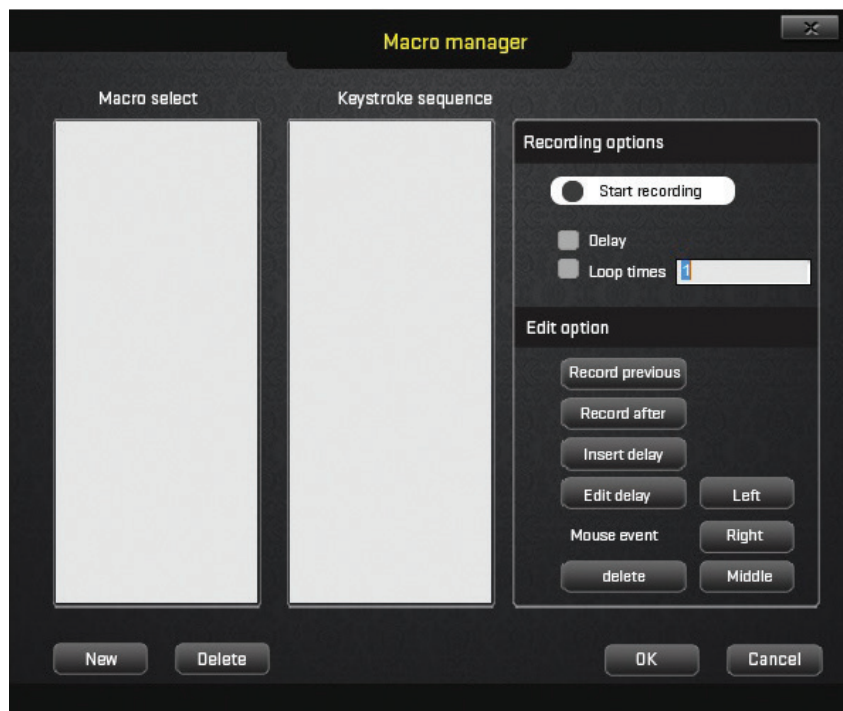 Macro manager
Macro select
Keystroke sequence
Recording options
Start recording
Delay
Loop times 1
Edit option
Record previous
Record after
Insert delay
Edit delay Left
Mouse event Right
delete Middle
New Delete OK Cancel